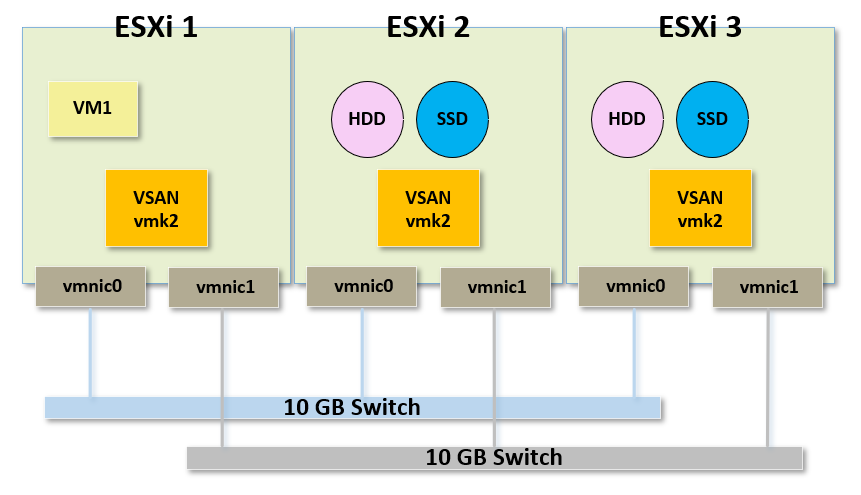 ESXi 1
ESXi 2
ESXi 3
VM1
HDD
SSD
HDD
SSD
VSAN
vmk2
VSAN
vmk2
VSAN
vmk2
vmnic0
vmnic1
vmnic0
vmnic1
vmnic0
vmnic1
10 GB Switch
10 GB Switch